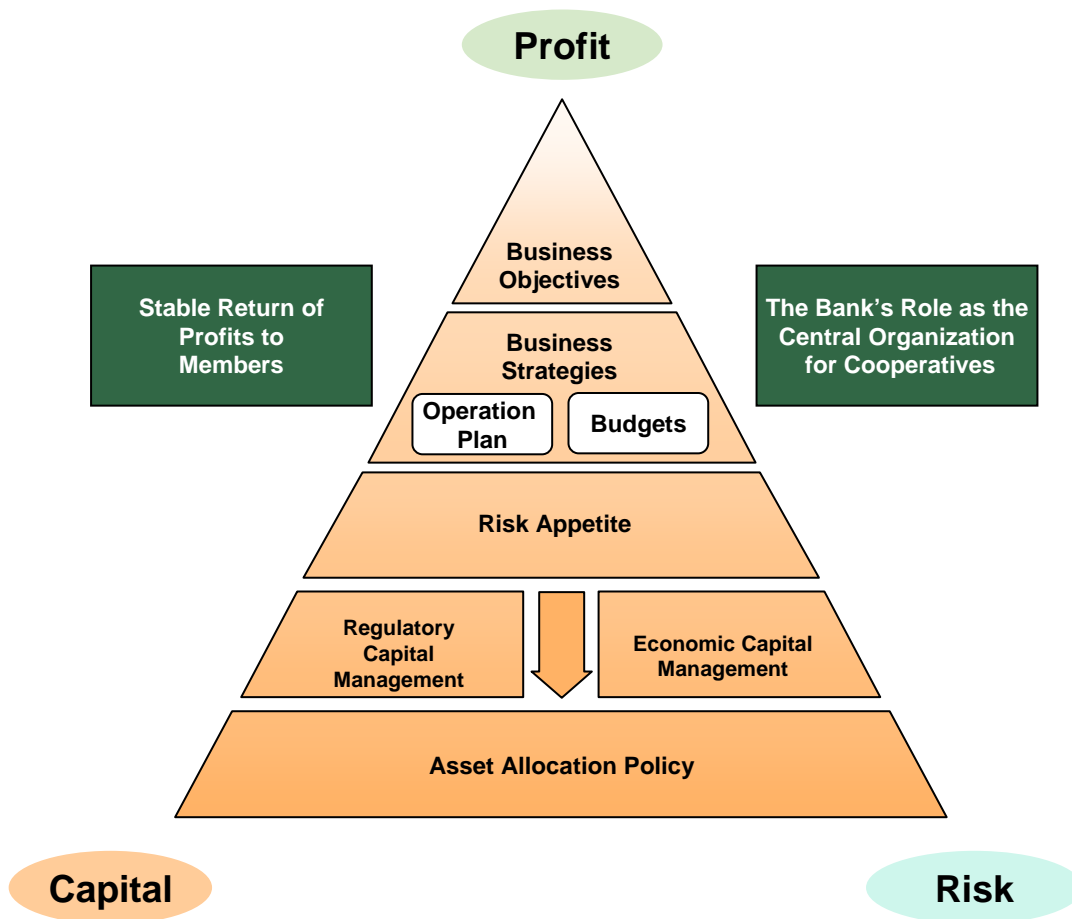 Profit
Business
Objectives
Stable Return of
Profits to
Members
The Bank’s Role as the
Central Organization
for Cooperatives
Business
Strategies
Operation
Plan
Budgets
Risk Appetite
Regulatory
Capital
Management
Economic Capital
Management
Asset Allocation Policy
Capital
Risk